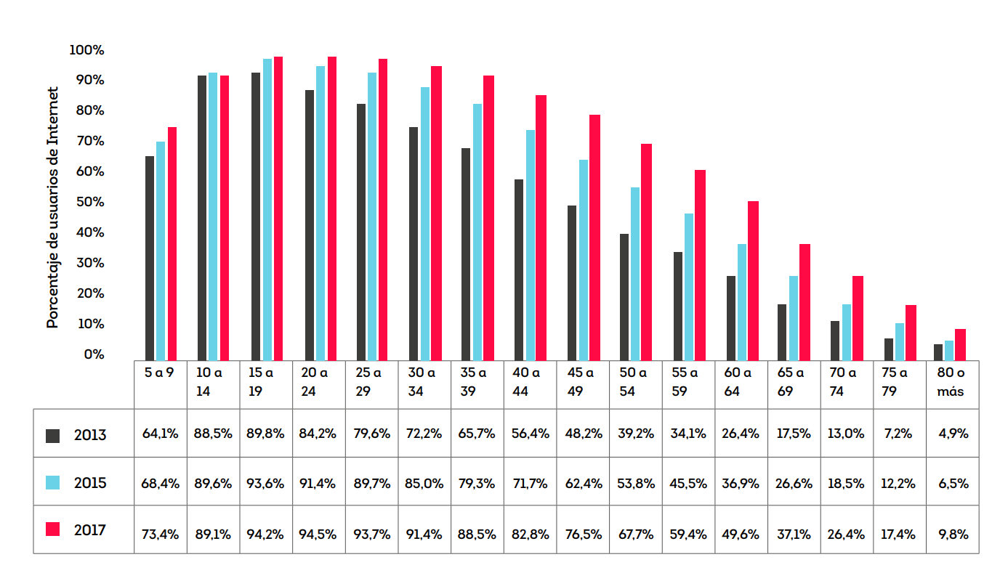 Porcentaje de usuarios de Internet
100%
90%
80%
70%
60%
50%
40%
30%
20%
10%
0%
5 a 9 10 a 15 a 20 a 25 a 30 a 35 a 40 a 45 a 50 a 55 a 60 a 65 a 70 a 75 a 80 o
14 19 24 29 34 39 44 49 54 59 64 69 74 79 más
2013 64,1% 88,5% 89,8% 84,2% 79,6% 72,2% 65,7% 56,4% 48,2% 39,2% 34,1% 26,4% 17,5% 13,0% 7,2% 4,9%
2015 68,4% 89,6% 93,6% 91,4% 89,7% 85,0% 79,3% 71,7% 62,4% 53,8% 45,5% 36,9% 26,6% 18,5% 12,2% 6,5%
2017 73,4% 89,1% 94,2% 94,5% 93,7% 91,4% 88,5% 82,8% 76,5% 67,7% 59,4% 49,6% 37,1% 26,4% 17,4% 9,8%